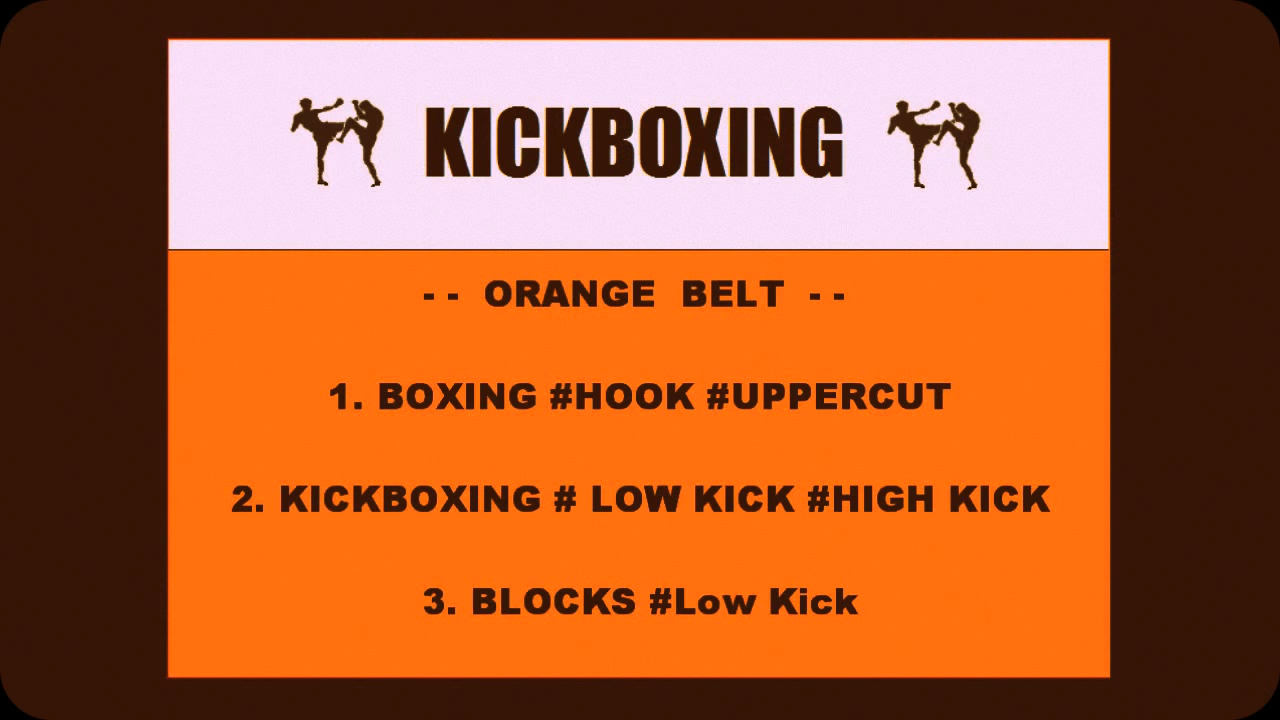 KICKBOXING
- - ORANGE BELT - -
1. BOXING #HOOK #UPPERCUT
2. KICKBOXING # LOW KICK #HIGH KICK
3. BLOCKS #Low Kick